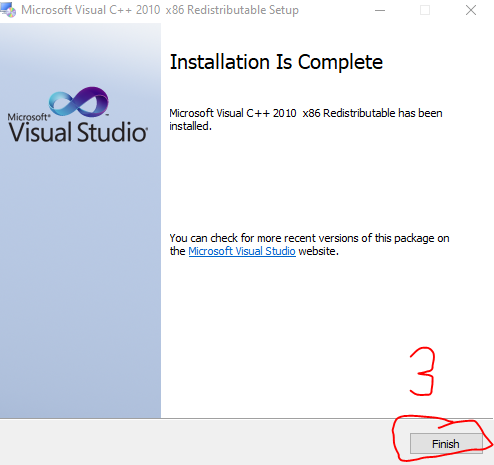 Microsoft Visual C++ 2010 x86 Redistributable Setup
Installation Is Complete
Microsoft Visual C++ 2010 x86 Redistributable has been
installed.
Microsoft®
Visual Studio®
You can check for more recent versions of this package on
the Microsoft Visual Studio website.
3
Finish